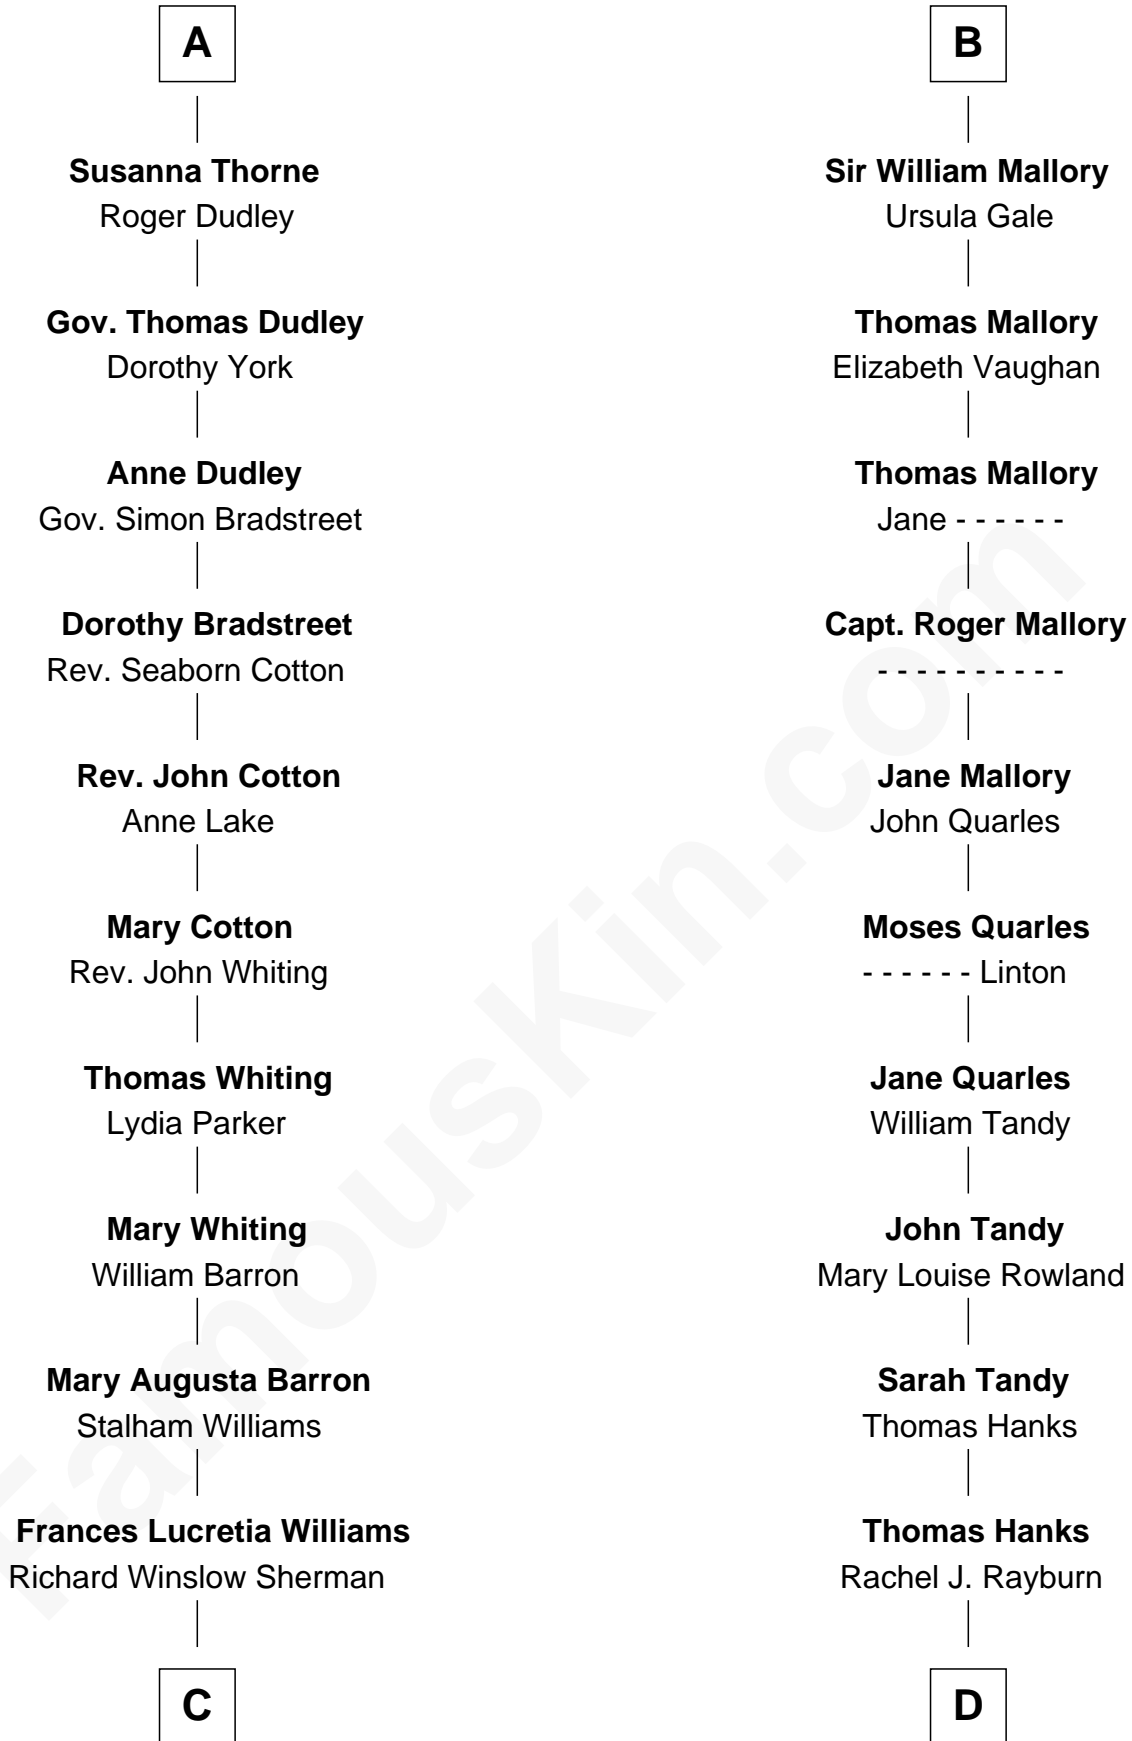 A
Susanna Thorne
Roger Dudley
Gov. Thomas Dudley
Dorothy York
Anne Dudley
Gov. Simon Bradstreet
Dorothy Bradstreet
Rev. Seaborn Cotton
Rev. John Cotton
Anne Lake
Mary Cotton
Rev. John Whiting
Thomas Whiting
Lydia Parker
Mary Whiting
William Barron
Mary Augusta Barron
Stalham Williams
Frances Lucretia Williams
Richard Winslow Sherman
C
B
Sir William Mallory
Ursula Gale
Thomas Mallory
Elizabeth Vaughan
Thomas Mallory
Jane - - - - - -
Capt. Roger Mallory
- - - - - - - - - -
Jane Mallory
John Quarles
Moses Quarles
- - - - - - Linton
Jane Quarles
William Tandy
John Tandy
Mary Louise Rowland
Sarah Tandy
Thomas Hanks
Thomas Hanks
Rachel J. Rayburn
D
FamousKin.com